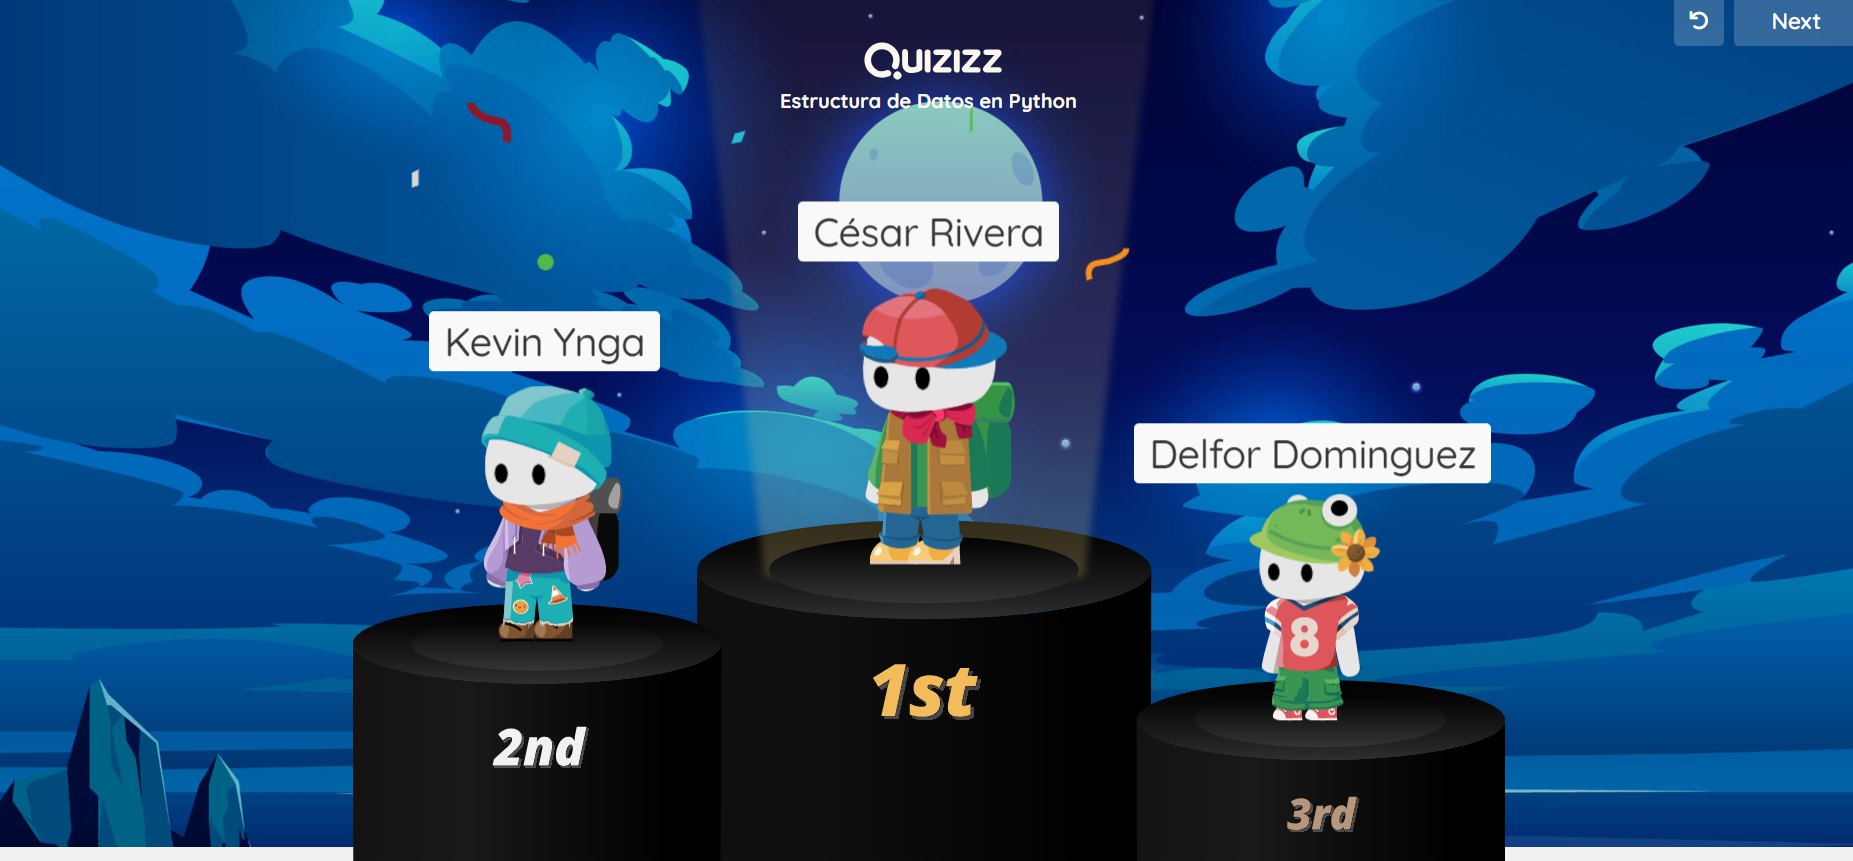 Next
Quizizz
Estructura de Datos en Python
César Rivera
Kevin Ynga
Delfor Dominguez
8
1st
2nd
3rd